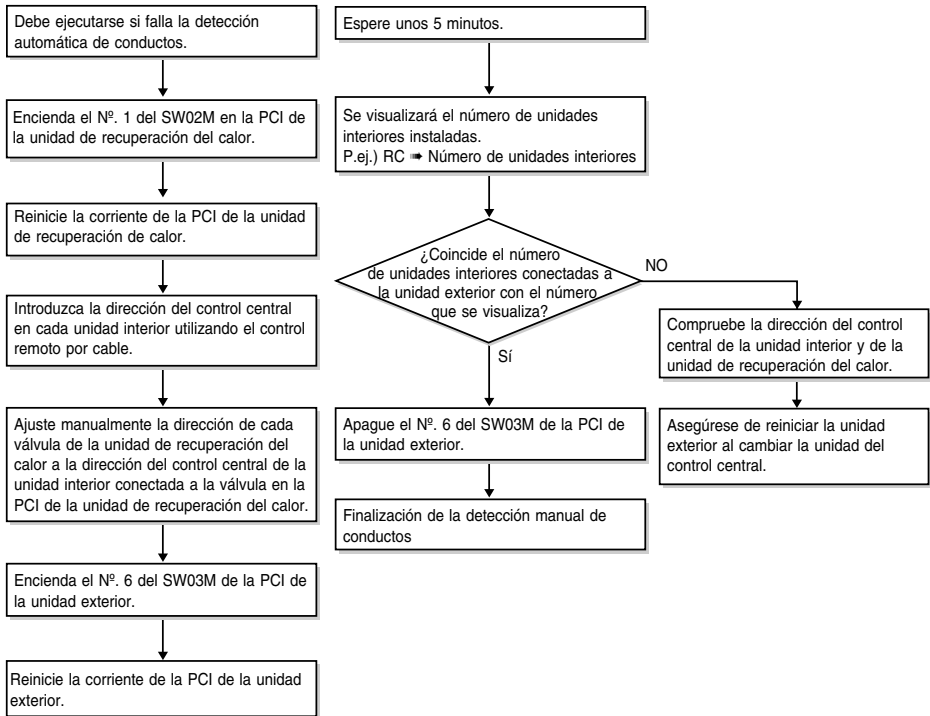 Debe ejecutarse si falla la detección
automática de conductos.
Encienda el Nº. 1 del SW02M en la PCI de
la unidad de recuperación del calor.
Reinicie la corriente de la PCI de la unidad
de recuperación de calor.
Introduzca la dirección del control central
en cada unidad interior utilizando el control
remoto por cable.
Ajuste manualmente la dirección de cada
válvula de la unidad de recuperación del
calor a la dirección del control central de la
unidad interior conectada a la válvula en la
PCI de la unidad de recuperación del calor.
Encienda el Nº. 6 del SW03M de la PCI de
la unidad exterior.
Reinicie la corriente de la PCI de la unidad
exterior.
Espere unos 5 minutos.
Se visualizará el número de unidades
interiores instaladas.
P.ej.) RC ➠ Número de unidades interiores
¿Coincide el número
de unidades interiores conectadas a
la unidad exterior con el número
que se visualiza?
NO
Sí
Apague el Nº. 6 del SW03M de la PCI de
la unidad exterior.
Finalización de la detección manual de
conductos
Compruebe la dirección del control
central de la unidad interior y de la
unidad de recuperación del calor.
Asegúrese de reiniciar la unidad
exterior al cambiar la unidad del
control central.